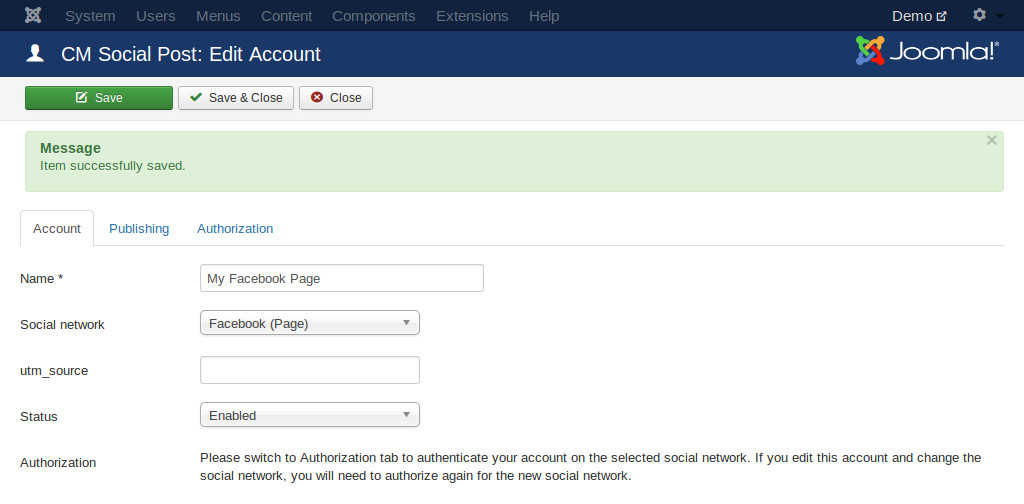 System Users Menus Content Components Extensions Help Demo
CM Social Post: Edit Account Joomla!®
Save Save & Close Close
Message
Item successfully saved.
Account Publishing Authorization
Name * My Facebook Page
Social network Facebook (Page)
utm_source
Status Enabled
Authorization Please switch to Authorization tab to authenticate your account on the selected social network. If you edit this account and change the
social network, you will need to authorize again for the new social network.